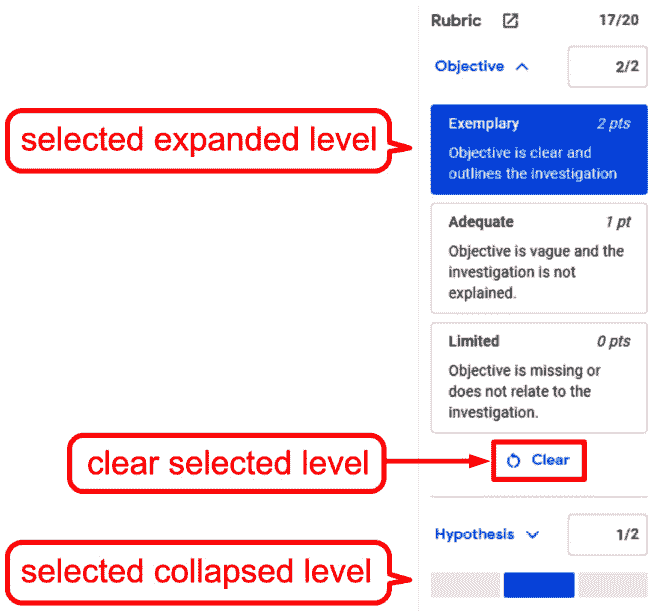 Rubric 17/20
Objective 2/2
selected expanded level
Exemplary 2 pts
Objective is clear and
outlines the investigation
Adequate 1 pt
Objective is vague and the
investigation is not
explained.
Limited 0 pts
Objective is missing or
does not relate to the
investigation.
clear selected level
Clear
Hypothesis 1/2
selected collapsed level